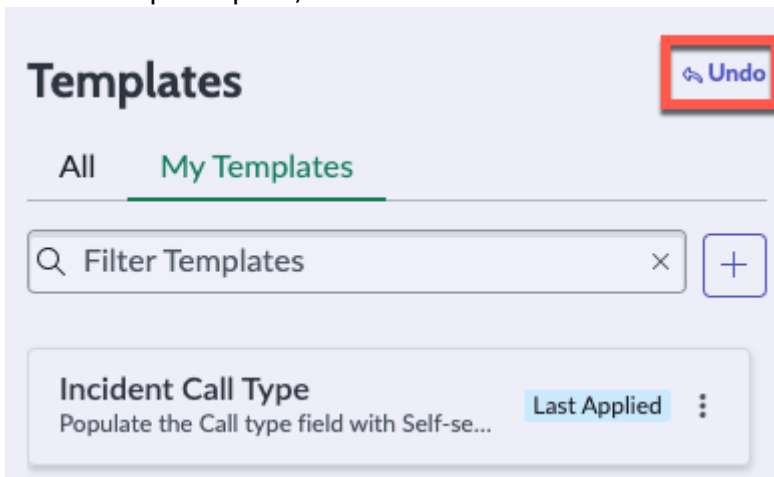 Templates
Undo
All My Templates
Filter Templates
Incident Call Type
Populate the Call type field with Self-se...
Last Applied